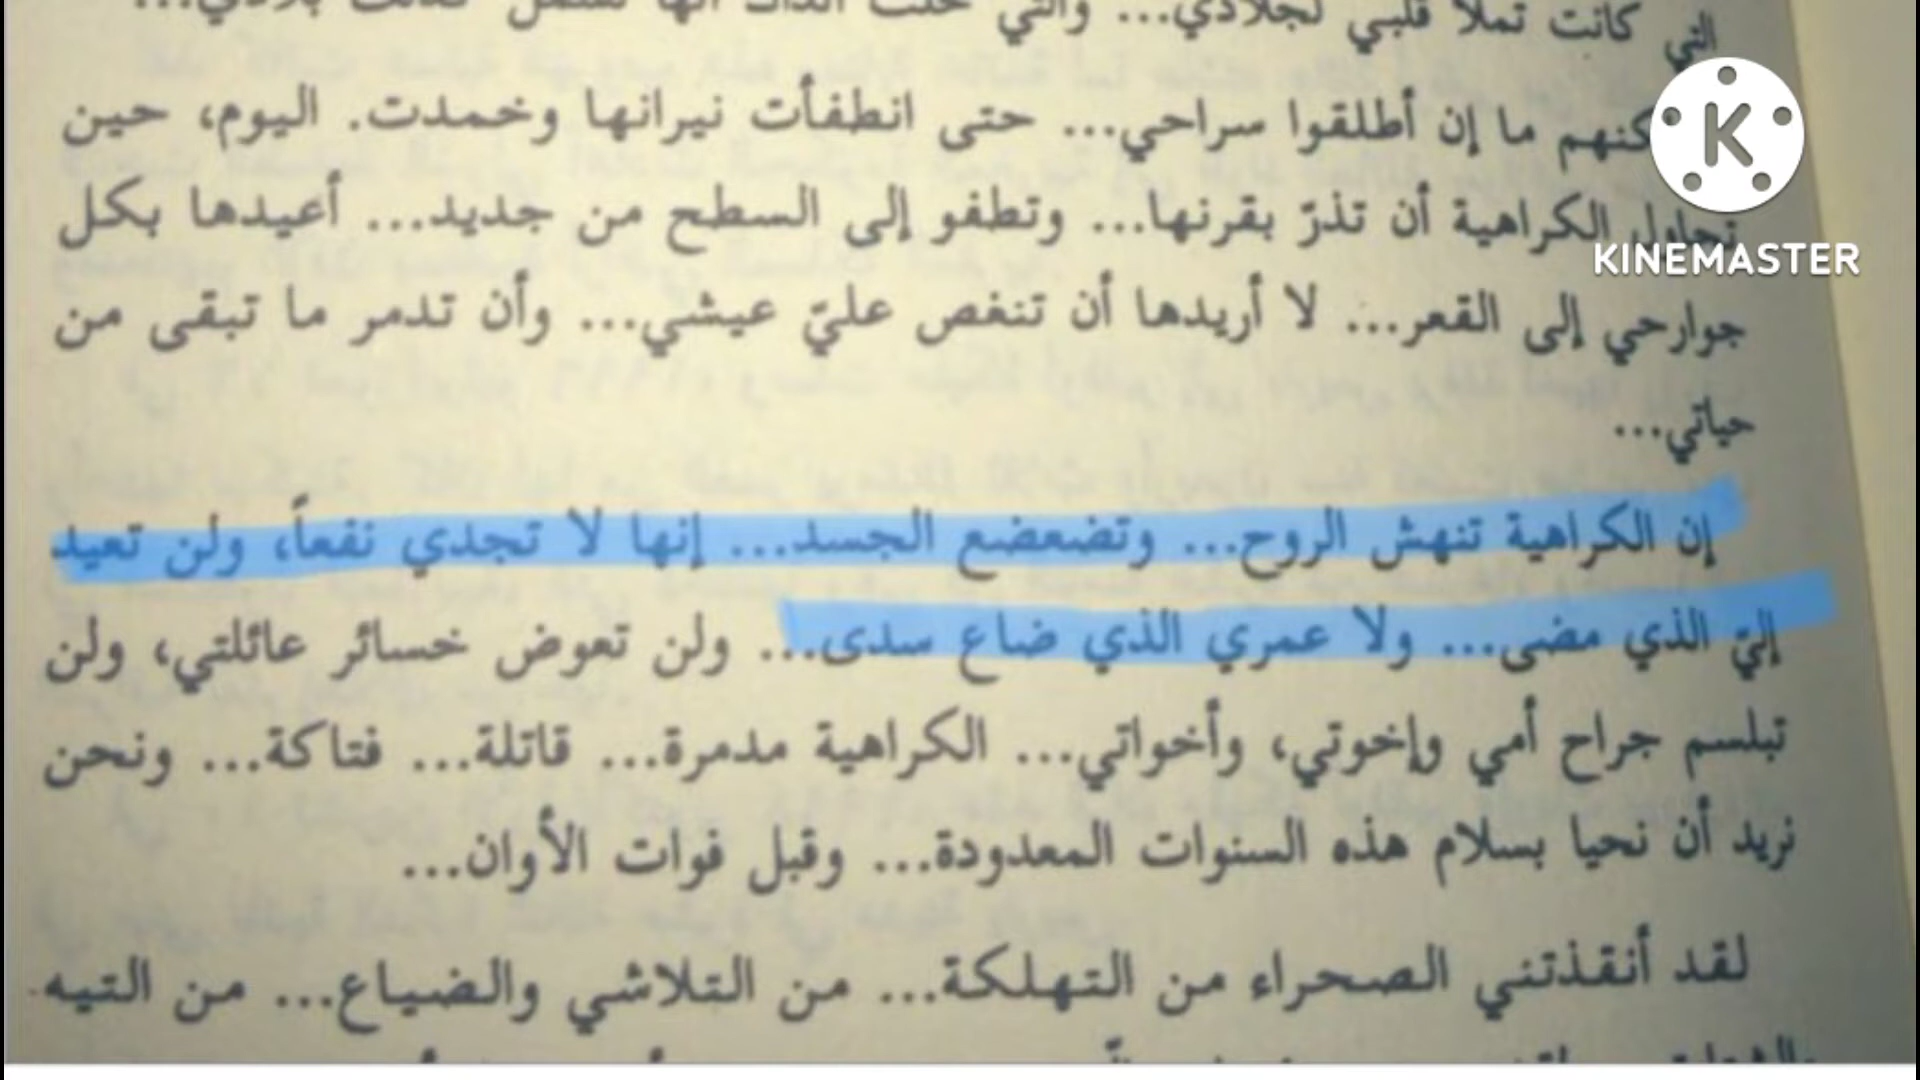 التي كانت تملأ قلبي لجلادي... والتي
كنهم ما إن أطلقوا سراحي... حتى انطفأت نيرانها وخمدت. اليوم، حين
تحاول الكراهية أن تذرّ بقرنها... وتطفو إلى السطح من جديد... أعيدها بكل
جوارحي إلى القعر... لا أريدها أن تنغص عليّ عيشي... وأن تدمر ما تبقى من
حياتي...
إن الكراهية تنهش الروح... وتضعضع الجسد... إنها لا تجدي نفعاً، ولن تعيد
إليّ الذي مضى... ولا عمري الذي ضاع سدى... ولن تعوض خسائر عائلتي، ولن
تبلسم جراح أمي وإخوتي، وأخواتي... الكراهية مدمرة... قاتلة... فتاكة... ونحن
نريد أن نحيا بسلام هذه السنوات المعدودة... وقبل فوات الأوان...
لقد أنقذتني الصحراء من التهلكة... من التلاشي والضياع... من التيه
K
KINEMASTER